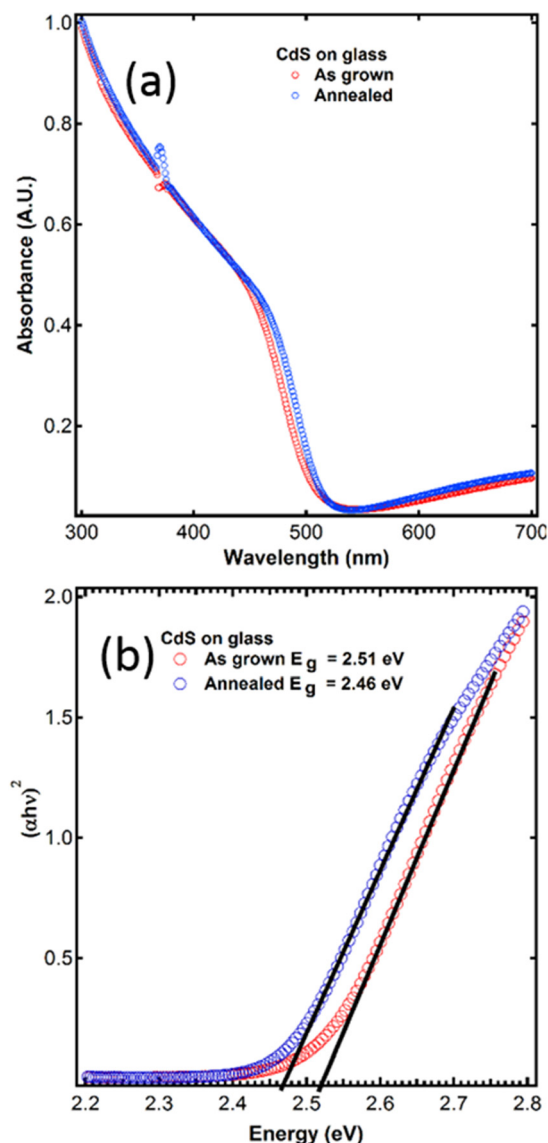 1.0
0.8
0.6
0.4
0.2
Absorbance (A.U.)
(a)
CdS on glass
As grown
Annealed
300 400 500 600 700
Wavelength (nm)
2.0
1.5
1.0
0.5
(αhν)²
(b)
CdS on glass
As grown E g = 2.51 eV
Annealed E g = 2.46 eV
2.2 2.3 2.4 2.5 2.6 2.7 2.8
Energy (eV)